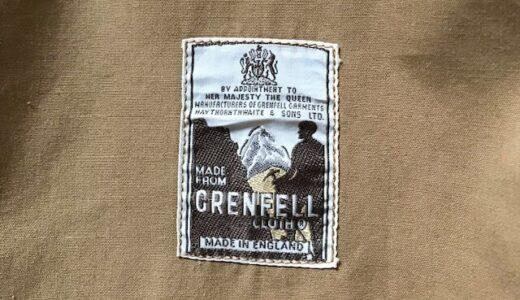 BY APPOINTMENT TO
HER MAJESTY THE QUEEN
MANUFACTURERS OF GRENFELL GARMENTS
HAYTHORNTHWAITE & SONS LTD.
MADE
FROM
GRENFELL
CLOTH
MADE IN ENGLAND